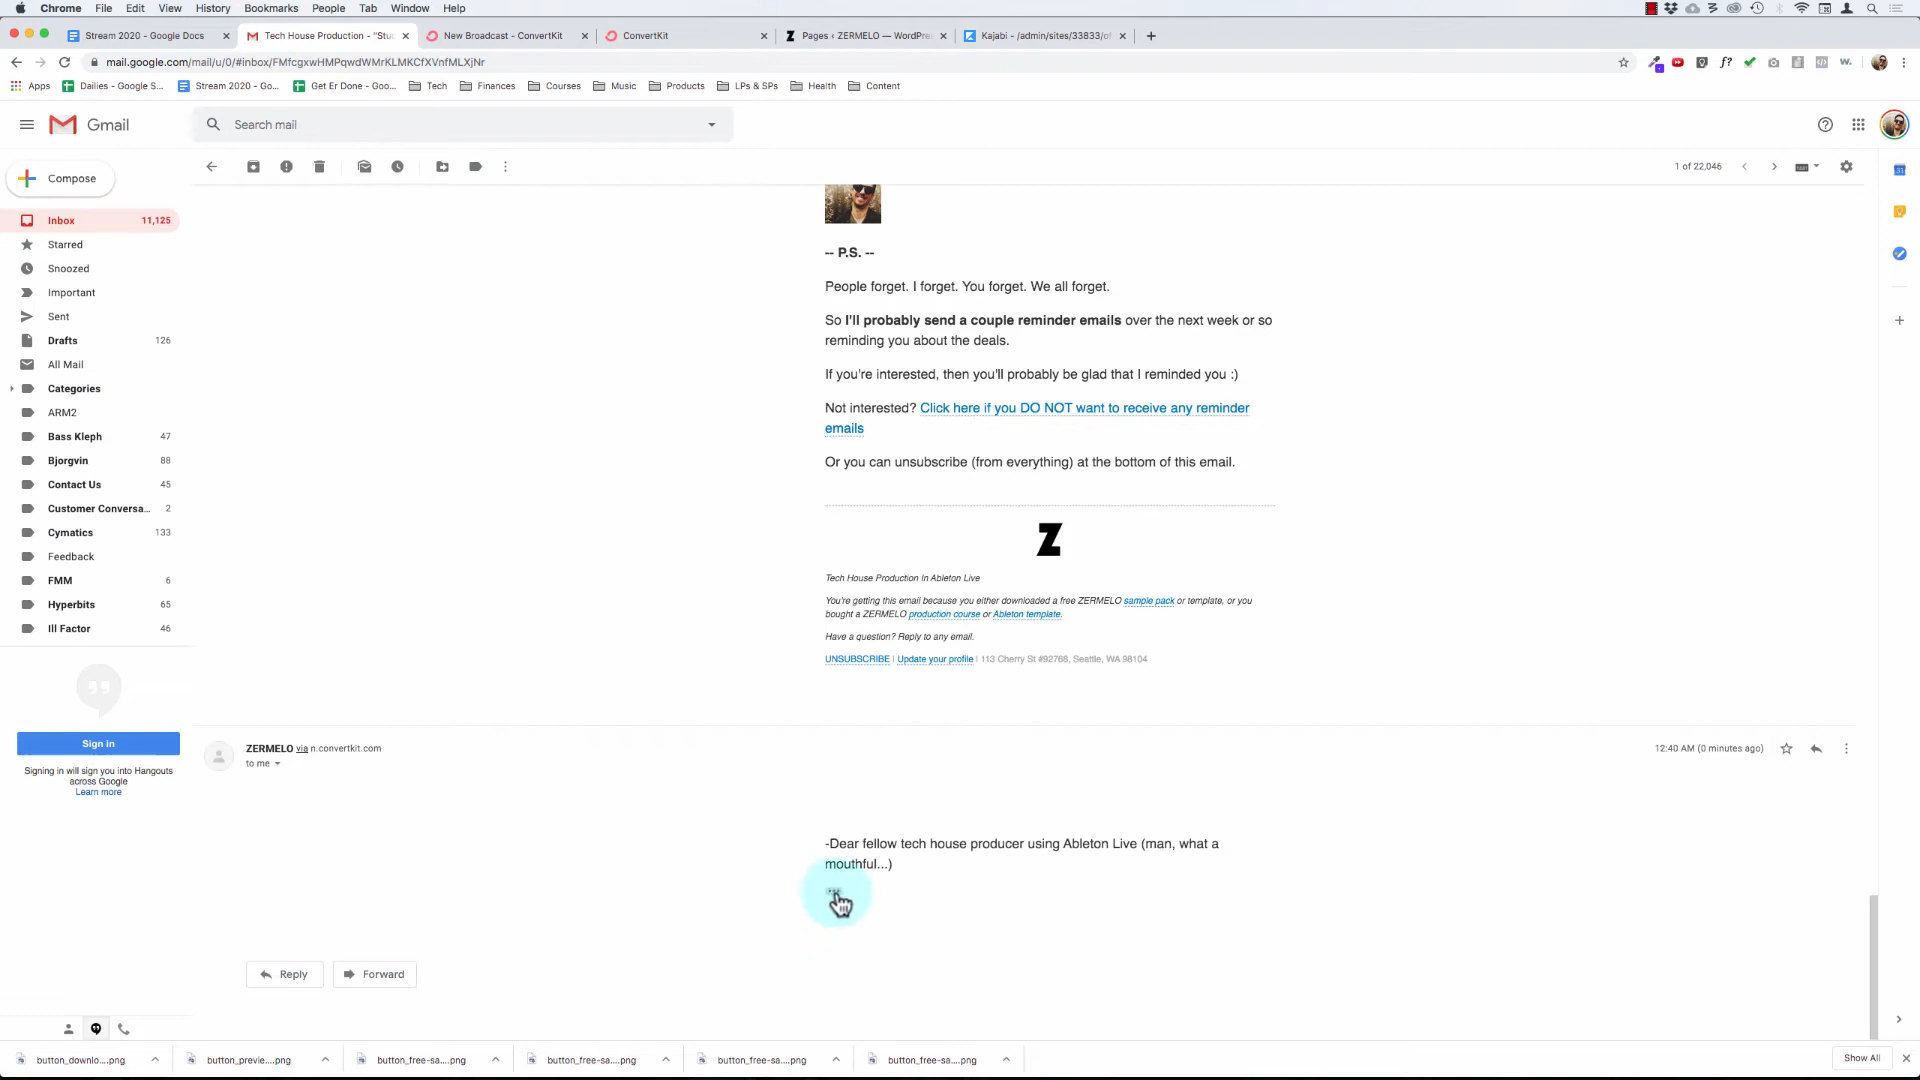 Chrome File Edit View History Bookmarks People Tab Window Help
Stream 2020 - Google Docs
Tech House Production - "Stu
New Broadcast - ConvertKit
ConvertKit
Pages ‹ ZERMELO — WordPre
Kajabi - /admin/sites/33833/of
mail.google.com/mail/u/0/#inbox/FMfcgxwHMPqwdWMrKLMKCfXVnfMLXjNr
Apps
Dailies - Google S...
Stream 2020 - Go...
Get Er Done - Goo...
Tech
Finances
Courses
Music
Products
LPs & SPs
Health
Content
Gmail
Search mail
Compose
1 of 22,046
Inbox 11,125
Starred
Snoozed
Important
Sent
Drafts 126
All Mail
Categories
ARM2
Bass Kleph 47
Bjorgvin 88
Contact Us 45
Customer Conversa... 2
Cymatics 133
Feedback
FMM 6
Hyperbits 65
Ill Factor 46
Sign in
Signing in will sign you into Hangouts
across Google
Learn more
-- P.S. --
People forget. I forget. You forget. We all forget.
So I'll probably send a couple reminder emails over the next week or so
reminding you about the deals.
If you're interested, then you'll probably be glad that I reminded you :)
Not interested? Click here if you DO NOT want to receive any reminder
emails
Or you can unsubscribe (from everything) at the bottom of this email.
Z
Tech House Production In Ableton Live
You're getting this email because you either downloaded a free ZERMELO sample pack or template, or you
bought a ZERMELO production course or Ableton template.
Have a question? Reply to any email.
UNSUBSCRIBE | Update your profile | 113 Cherry St #92768, Seattle, WA 98104
ZERMELO via n.convertkit.com
to me
12:40 AM (0 minutes ago)
-Dear fellow tech house producer using Ableton Live (man, what a
mouthful...)
Reply
Forward
button_downlo....png
button_previe....png
button_free-sa....png
button_free-sa....png
button_free-sa....png
button_free-sa....png
Show All